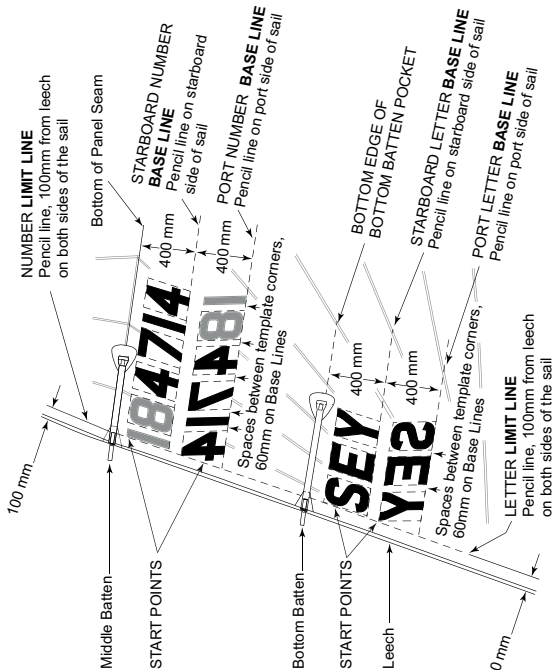 100 mm
NUMBER LIMIT LINE
Pencil line, 100mm from leech
on both sides of the sail
Bottom of Panel Seam
STARBOARD NUMBER
BASE LINE
Pencil line on starboard
side of sail
PORT NUMBER BASE LINE
Pencil line on port side of sail
Middle Batten
184714
400 mm
184714
400 mm
START POINTS
Spaces between template corners,
60mm on Base Lines
BOTTOM EDGE OF
BOTTOM BATTEN POCKET
STARBOARD LETTER BASE LINE
Pencil line on starboard side of sail
PORT LETTER BASE LINE
Pencil line on port side of sail
Bottom Batten
SEY
400 mm
SEY
400 mm
START POINTS
Spaces between template corners,
60mm on Base Lines
Leech
LETTER LIMIT LINE
Pencil line, 100mm from leech
on both sides of the sail
0 mm